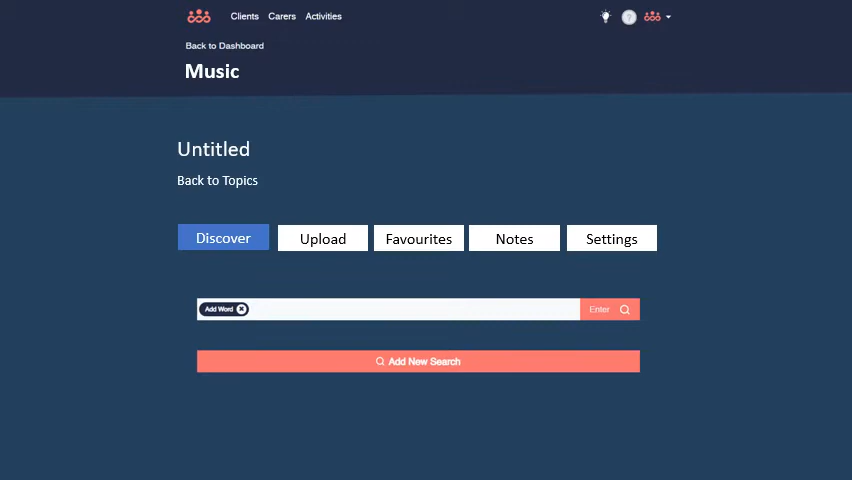 Clients Carers Activities
?
Back to Dashboard
Music
Untitled
Back to Topics
Discover Upload Favourites Notes Settings
Add Word Enter
Add New Search